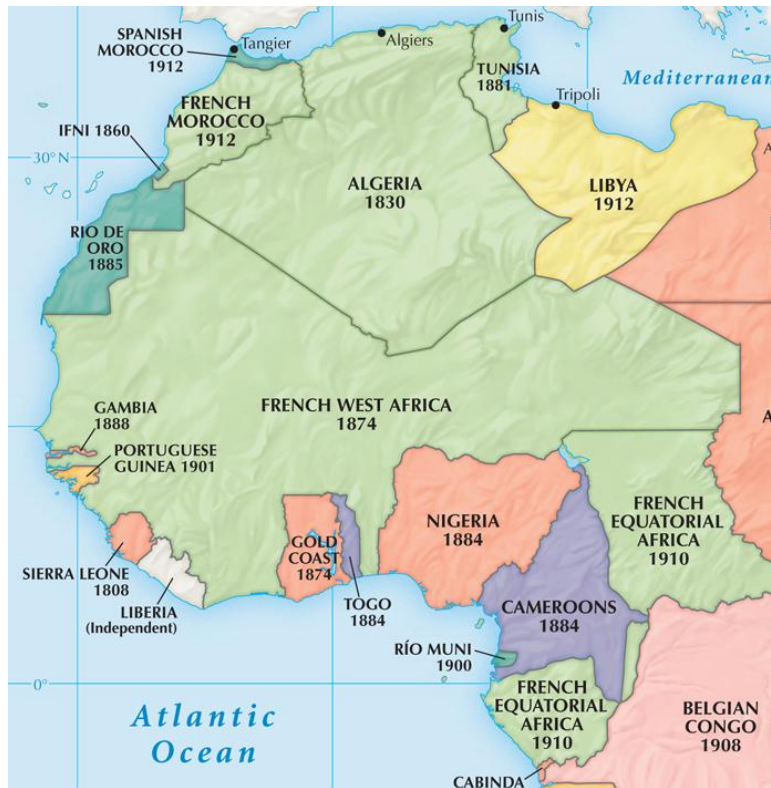 SPANISH
MOROCCO
1912
Tangier
Algiers
Tunis
TUNISIA
1881
Mediterranean
Tripoli
FRENCH
MOROCCO
1912
IFNI 1860
30°N
ALGERIA
1830
LIBYA
1912
A
RIO DE
ORO
1885
FRENCH WEST AFRICA
1874
GAMBIA
1888
PORTUGUESE
GUINEA 1901
A
NIGERIA
1884
FRENCH
EQUATORIAL
AFRICA
1910
GOLD
COAST
1874
SIERRA LEONE
1808
LIBERIA
(Independent)
TOGO
1884
CAMEROONS
1884
RÍO MUNI
1900
0°
FRENCH
EQUATORIAL
AFRICA
1910
BELGIAN
CONGO
1908
Atlantic
Ocean
CABINDA